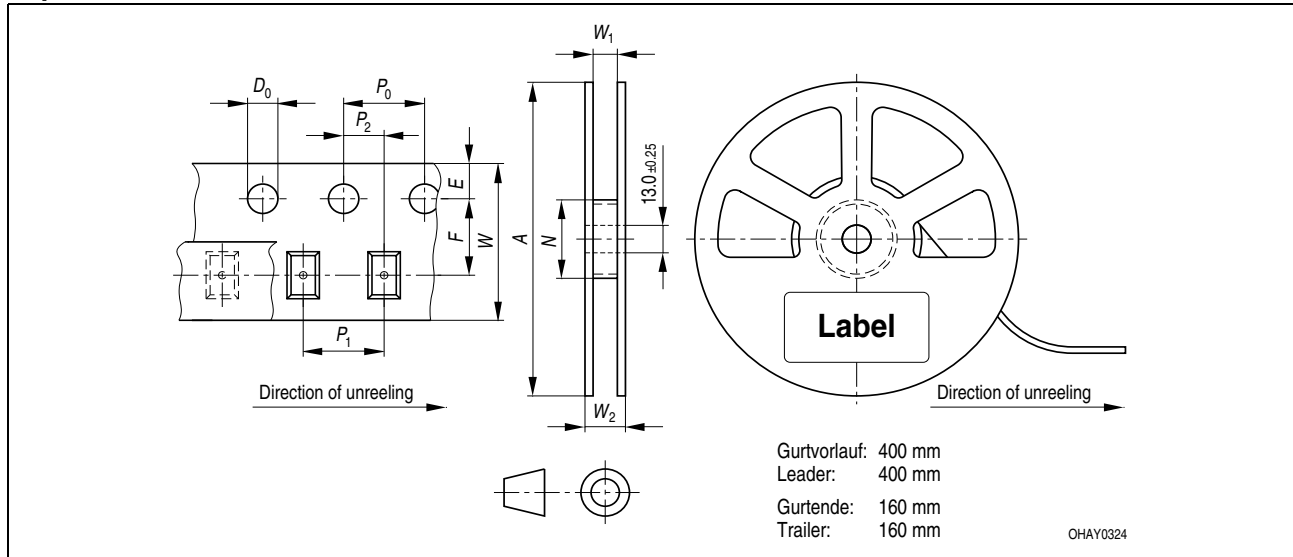 W1
D0
P0
P2
E
F
W
A
N
13.0 ±0.25
Label
P1
Direction of unreeling
W2
Direction of unreeling
Gurtvorlauf: 400 mm
Leader: 400 mm
Gurtende: 160 mm
Trailer: 160 mm
OHAY0324